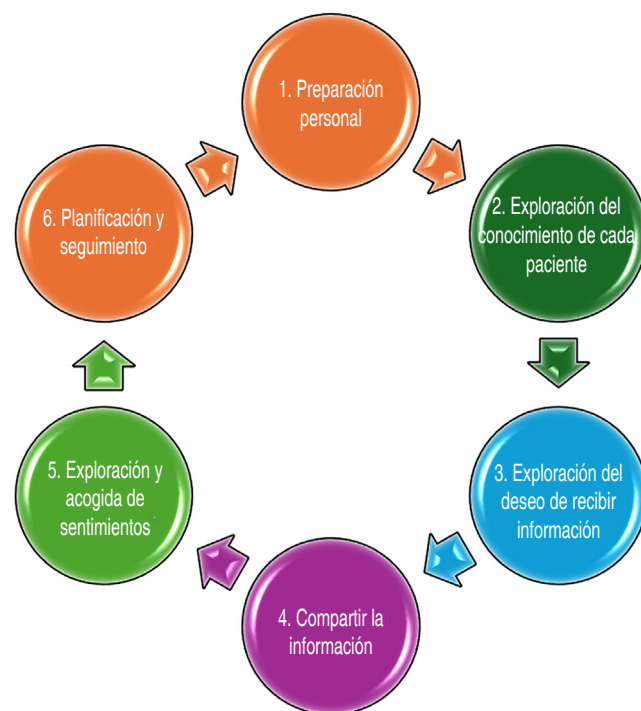 1. Preparación
personal
2. Exploración del
conocimiento de cada
paciente
3. Exploración del
deseo de recibir
información
4. Compartir la
información
5. Exploración y
acogida de
sentimientos
6. Planificación y
seguimiento